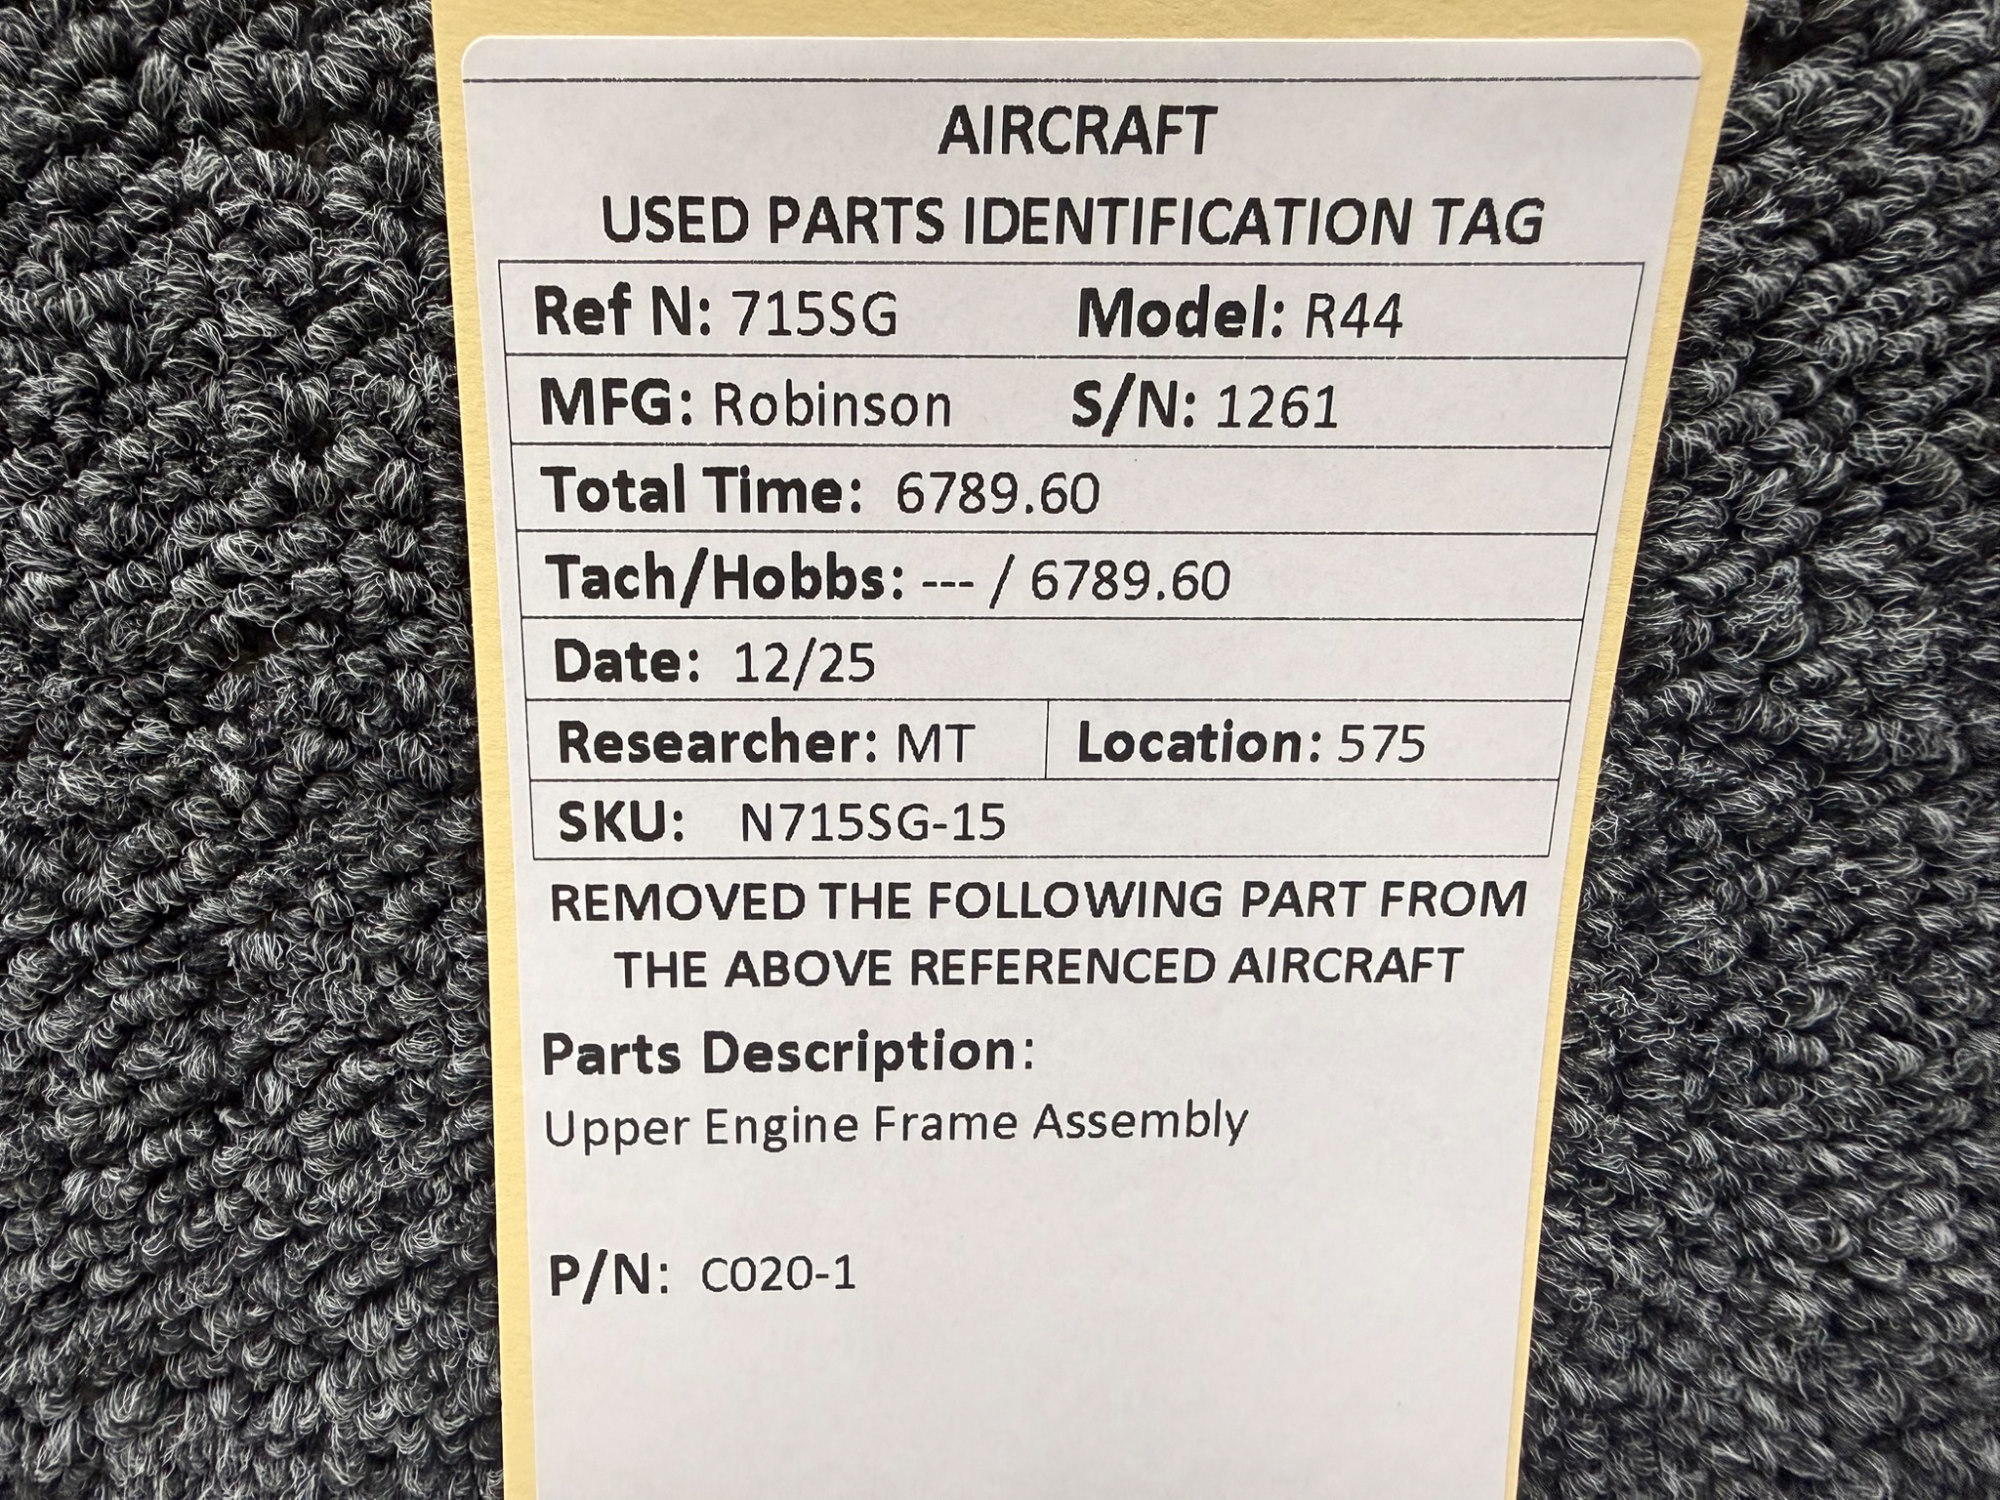 AIRCRAFT
USED PARTS IDENTIFICATION TAG
Ref N: 715SG Model: R44
MFG: Robinson S/N: 1261
Total Time: 6789.60
Tach/Hobbs: --- / 6789.60
Date: 12/25
Researcher: MT Location: 575
SKU: N715SG-15
REMOVED THE FOLLOWING PART FROM
THE ABOVE REFERENCED AIRCRAFT
Parts Description:
Upper Engine Frame Assembly
P/N: C020-1